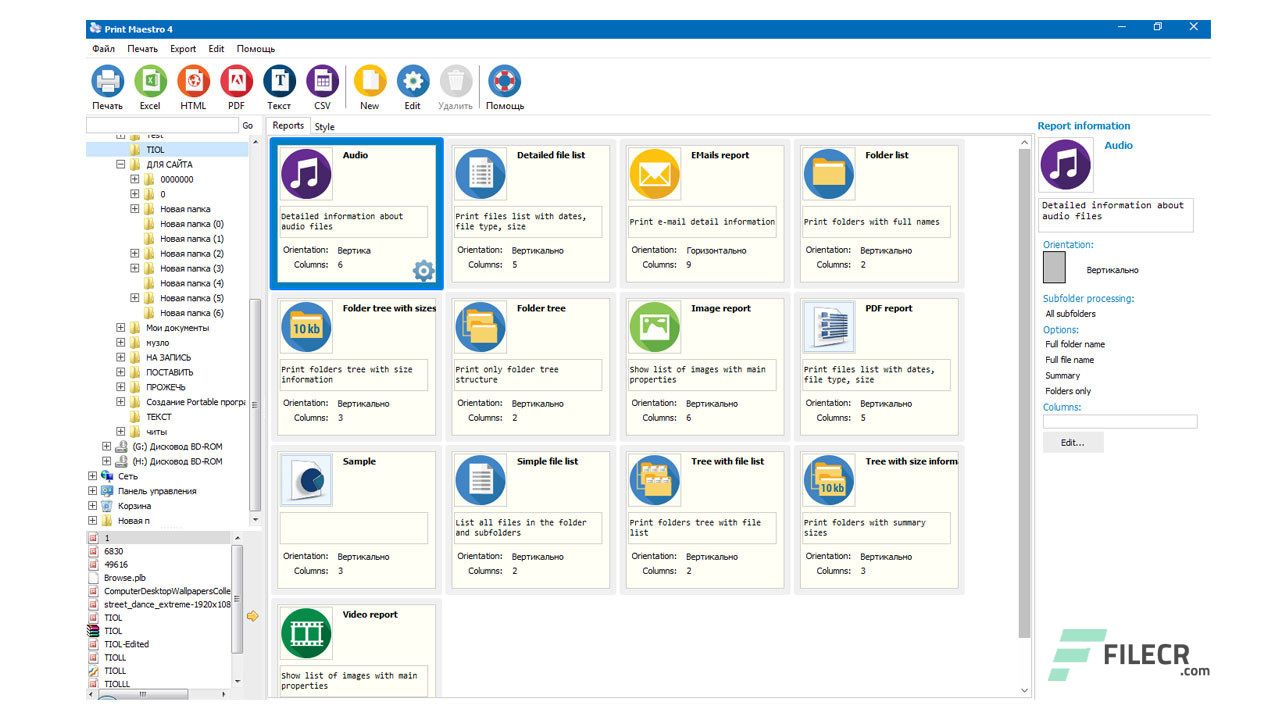 Print Maestro 4
Файл Печать Export Edit Помощь
Печать Excel HTML PDF Текст CSV New Edit Удалить Помощь
Go
Test
TIOL
ДЛЯ САЙТА
0000000
0
Новая папка
Новая папка (0)
Новая папка (1)
Новая папка (2)
Новая папка (3)
Новая папка (4)
Новая папка (5)
Новая папка (6)
Мои документы
музло
НА ЗАПИСЬ
ПОСТАВИТЬ
ПРОЖЕЧЬ
Создание Portable програ
ТЕКСТ
читы
(G:) Дисковод BD-ROM
(H:) Дисковод BD-ROM
Сеть
Панель управления
Корзина
Новая п
1
6830
49616
Browse.plb
ComputerDesktopWallpapersColle
street_dance_extreme-1920x108
TIOL
TIOL
TIOL-Edited
TIOLL
TIOLL
TIOLLL
Reports Style
Audio
Detailed information about
audio files
Orientation: Вертика
Columns: 6
Detailed file list
Print files list with dates,
file type, size
Orientation: Вертикально
Columns: 5
EMails report
Print e-mail detail information
Orientation: Горизонтально
Columns: 9
Folder list
Print folders with full names
Orientation: Вертикально
Columns: 2
Folder tree with sizes
10 kb
Print folders tree with size
information
Orientation: Вертикально
Columns: 3
Folder tree
Print only folder tree
structure
Orientation: Вертикально
Columns: 2
Image report
Show list of images with main
properties
Orientation: Вертикально
Columns: 6
PDF report
Print files list with dates,
file type, size
Orientation: Вертикально
Columns: 5
Sample
Orientation: Вертикально
Columns: 3
Simple file list
List all files in the folder
and subfolders
Orientation: Вертикально
Columns: 2
Tree with file list
Print folders tree with file
list
Orientation: Вертикально
Columns: 2
Tree with size inform
10 kb
Print folders with summary
sizes
Orientation: Вертикально
Columns: 3
Video report
Show list of images with main
properties
Report information
Audio
Detailed information about
audio files
Orientation:
Вертикально
Subfolder processing:
All subfolders
Options:
Full folder name
Full file name
Summary
Folders only
Columns:
Edit...
FILECR
.com